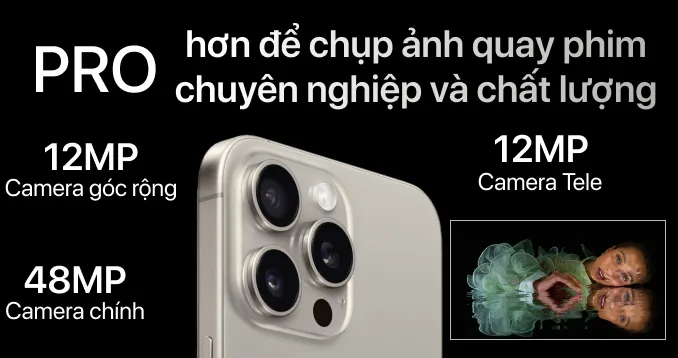 PRO
hơn để chụp ảnh quay phim
chuyên nghiệp và chất lượng
12MP
Camera góc rộng
12MP
Camera Tele
48MP
Camera chính